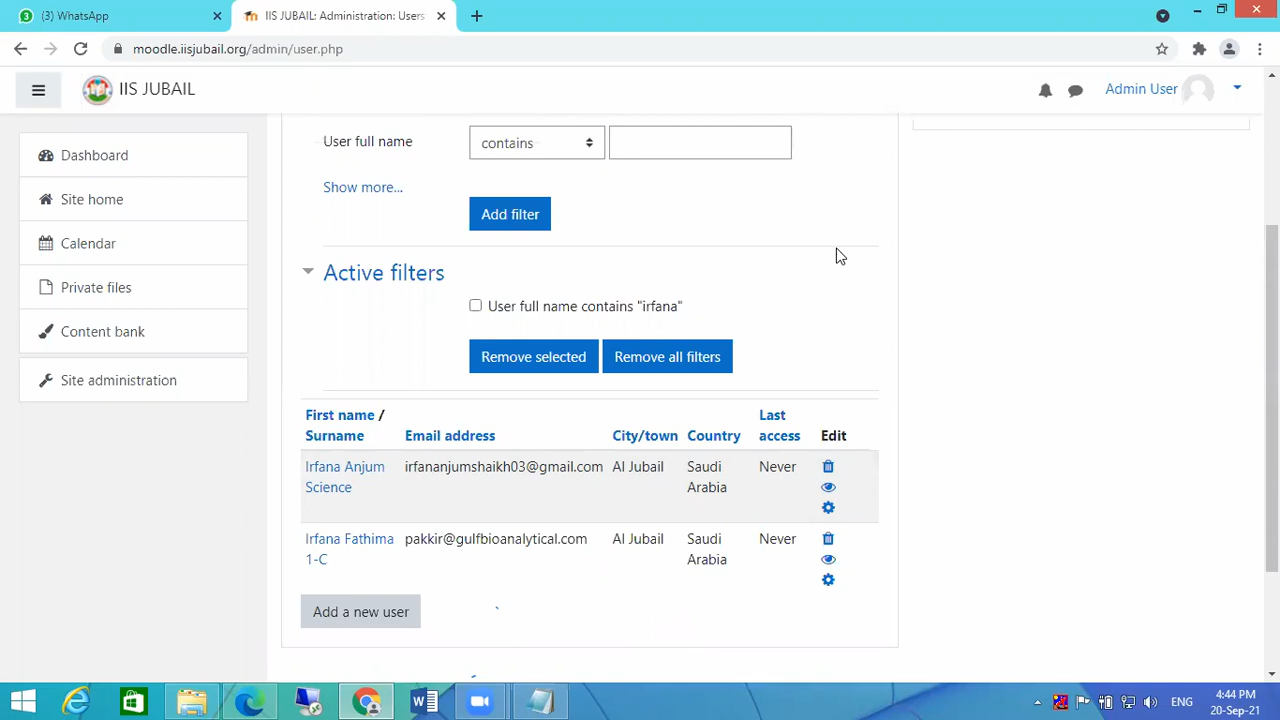 (3) WhatsApp
IIS JUBAIL: Administration: Users
moodle.iisjubail.org/admin/user.php
IIS JUBAIL
Admin User
Dashboard
Site home
Calendar
Private files
Content bank
Site administration
User full name
contains
Show more...
Add filter
Active filters
User full name contains "irfana"
Remove selected
Remove all filters
First name /
Surname
Email address
City/town
Country
Last
access
Edit
Irfana Anjum
Science
irfananjumshaikh03@gmail.com
Al Jubail
Saudi
Arabia
Never
Irfana Fathima
1-C
pakkir@gulfbioanalytical.com
Al Jubail
Saudi
Arabia
Never
Add a new user
ENG
4:44 PM
20-Sep-21